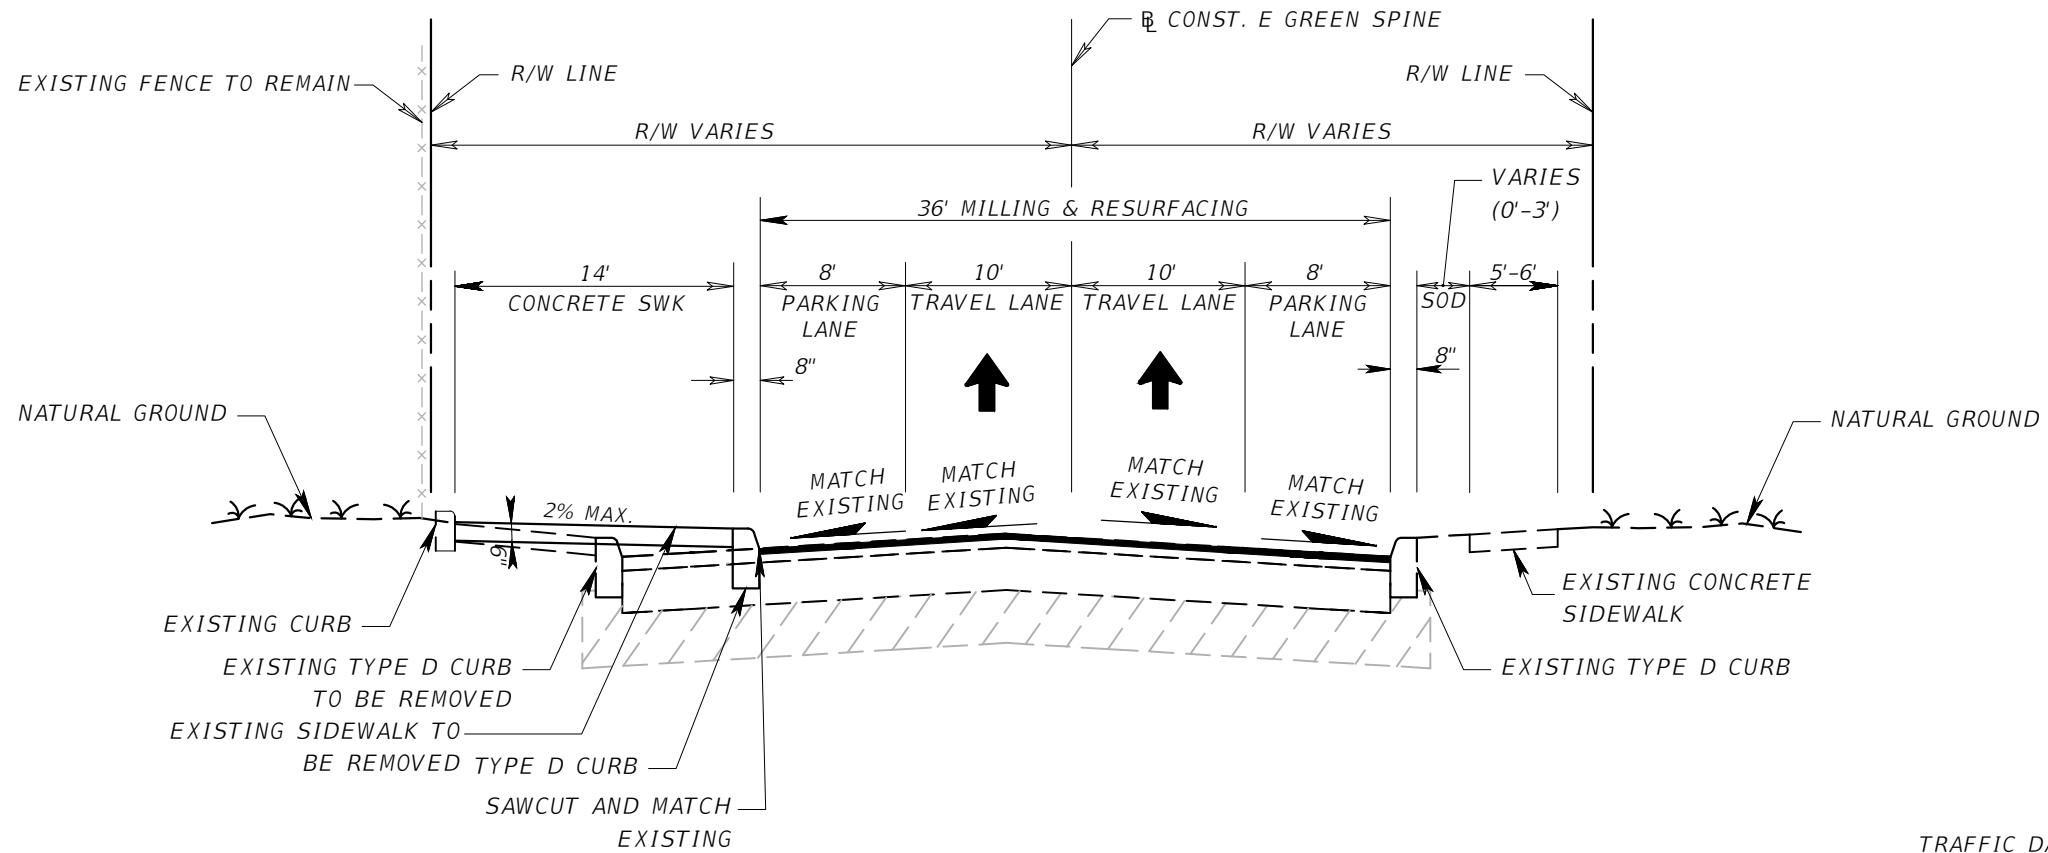 ℄ CONST. E GREEN SPINE
EXISTING FENCE TO REMAIN
R/W LINE
R/W LINE
R/W VARIES
R/W VARIES
VARIES
(0'-3')
36' MILLING & RESURFACING
14'
CONCRETE SWK
8'
PARKING
LANE
10'
TRAVEL LANE
10'
TRAVEL LANE
8'
PARKING
LANE
SOD
5'-6'
8"
8"
NATURAL GROUND
NATURAL GROUND
MATCH
EXISTING
MATCH
EXISTING
MATCH
EXISTING
MATCH
EXISTING
2% MAX.
6"
EXISTING CURB
EXISTING TYPE D CURB
TO BE REMOVED
EXISTING SIDEWALK TO
BE REMOVED
TYPE D CURB
SAWCUT AND MATCH
EXISTING
EXISTING CONCRETE
SIDEWALK
EXISTING TYPE D CURB
TRAFFIC DA